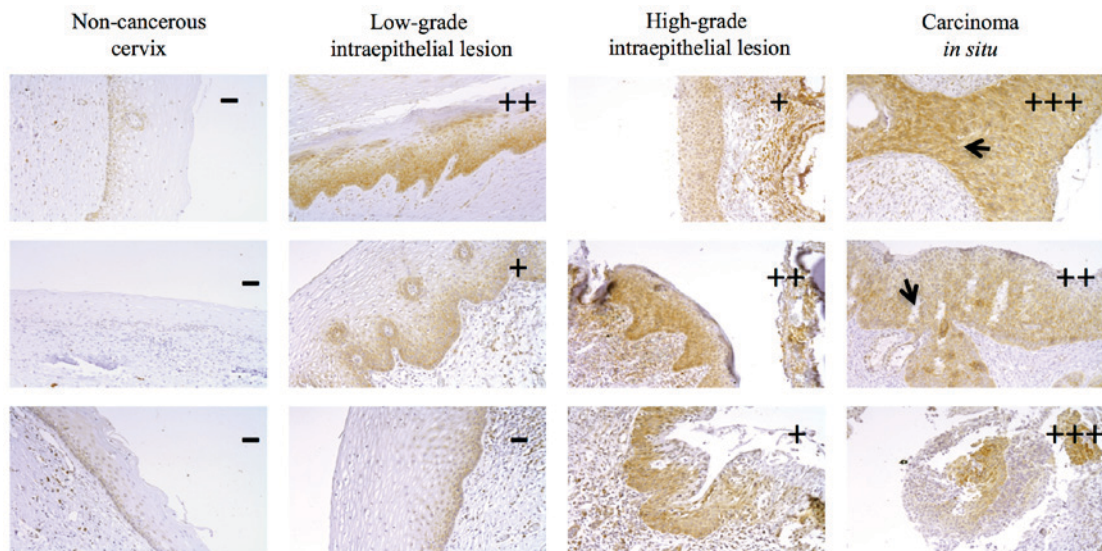 Non-cancerous
cervix
Low-grade
intraepithelial lesion
High-grade
intraepithelial lesion
Carcinoma
in situ
− ++ + +++
− + ++ ++
− − + +++